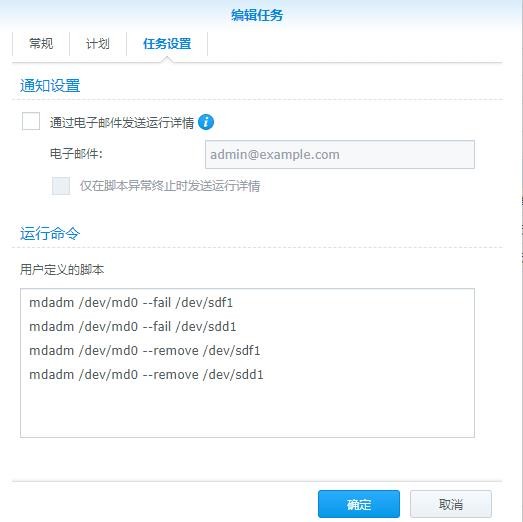 编辑任务
常规 计划 任务设置
通知设置
通过电子邮件发送运行详情 i
电子邮件: admin@example.com
仅在脚本异常终止时发送运行详情
运行命令
用户定义的脚本
mdadm /dev/md0 --fail /dev/sdf1
mdadm /dev/md0 --fail /dev/sdd1
mdadm /dev/md0 --remove /dev/sdf1
mdadm /dev/md0 --remove /dev/sdd1
确定 取消